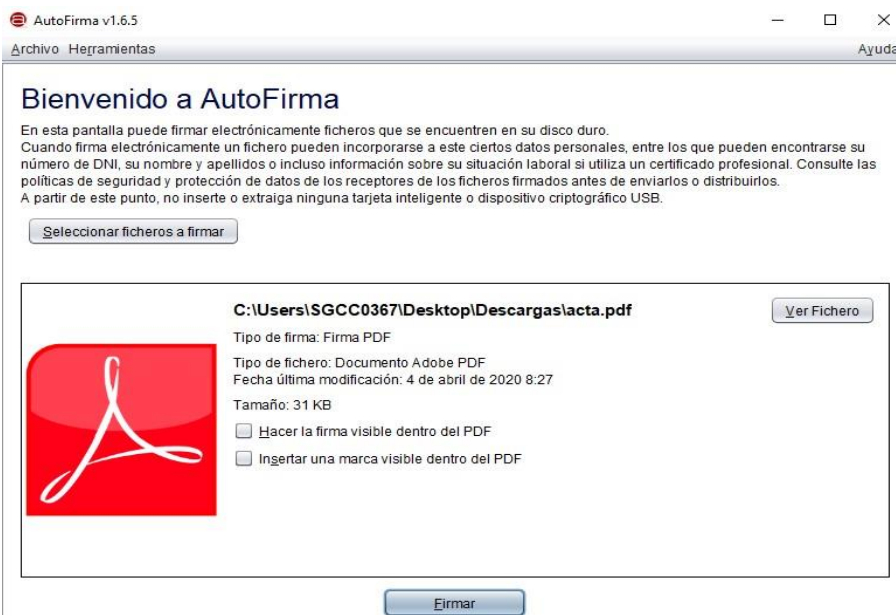 AutoFirma v1.6.5
Archivo Herramientas Ayuda
Bienvenido a AutoFirma
En esta pantalla puede firmar electrónicamente ficheros que se encuentren en su disco duro.
Cuando firma electrónicamente un fichero pueden incorporarse a este ciertos datos personales, entre los que pueden encontrarse su
número de DNI, su nombre y apellidos o incluso información sobre su situación laboral si utiliza un certificado profesional. Consulte las
políticas de seguridad y protección de datos de los receptores de los ficheros firmados antes de enviarlos o distribuirlos.
A partir de este punto, no inserte o extraiga ninguna tarjeta inteligente o dispositivo criptográfico USB.
Seleccionar ficheros a firmar
C:\Users\SGCC0367\Desktop\Descargas\acta.pdf
Ver Fichero
Tipo de firma: Firma PDF
Tipo de fichero: Documento Adobe PDF
Fecha última modificación: 4 de abril de 2020 8:27
Tamaño: 31 KB
Hacer la firma visible dentro del PDF
Insertar una marca visible dentro del PDF
Firmar